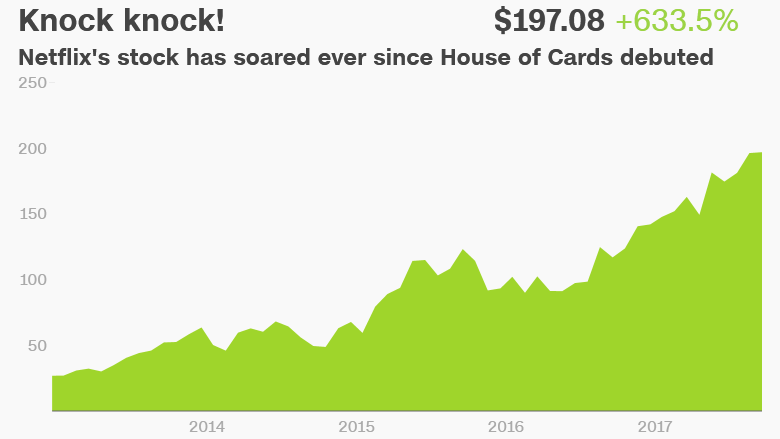 Knock knock! $197.08 +633.5%
Netflix's stock has soared ever since House of Cards debuted
250
200
150
100
50
2014 2015 2016 2017